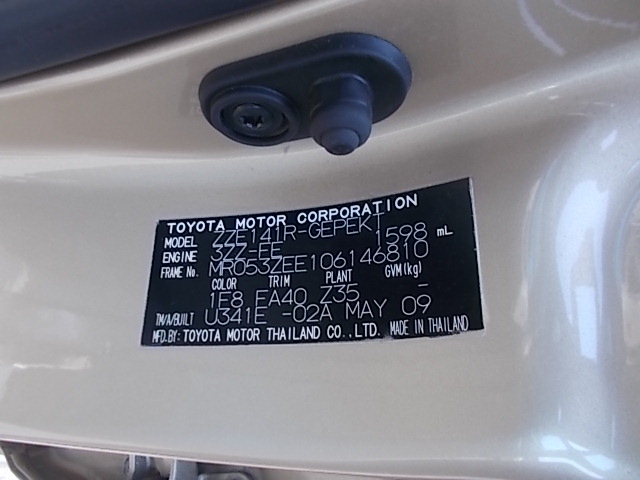 TOYOTA MOTOR CORPORATION
MODEL ZZE141R-GEPEKT
ENGINE 3ZZ-FE 1598 mL
FRAME No. MR053ZEE106146810
COLOR TRIM PLANT GVM(kg)
1E8 FA40 Z35 -
TM/A/BUILT U341E -02A MAY 09
MFD.BY: TOYOTA MOTOR THAILAND CO.,LTD. MADE IN THAILAND